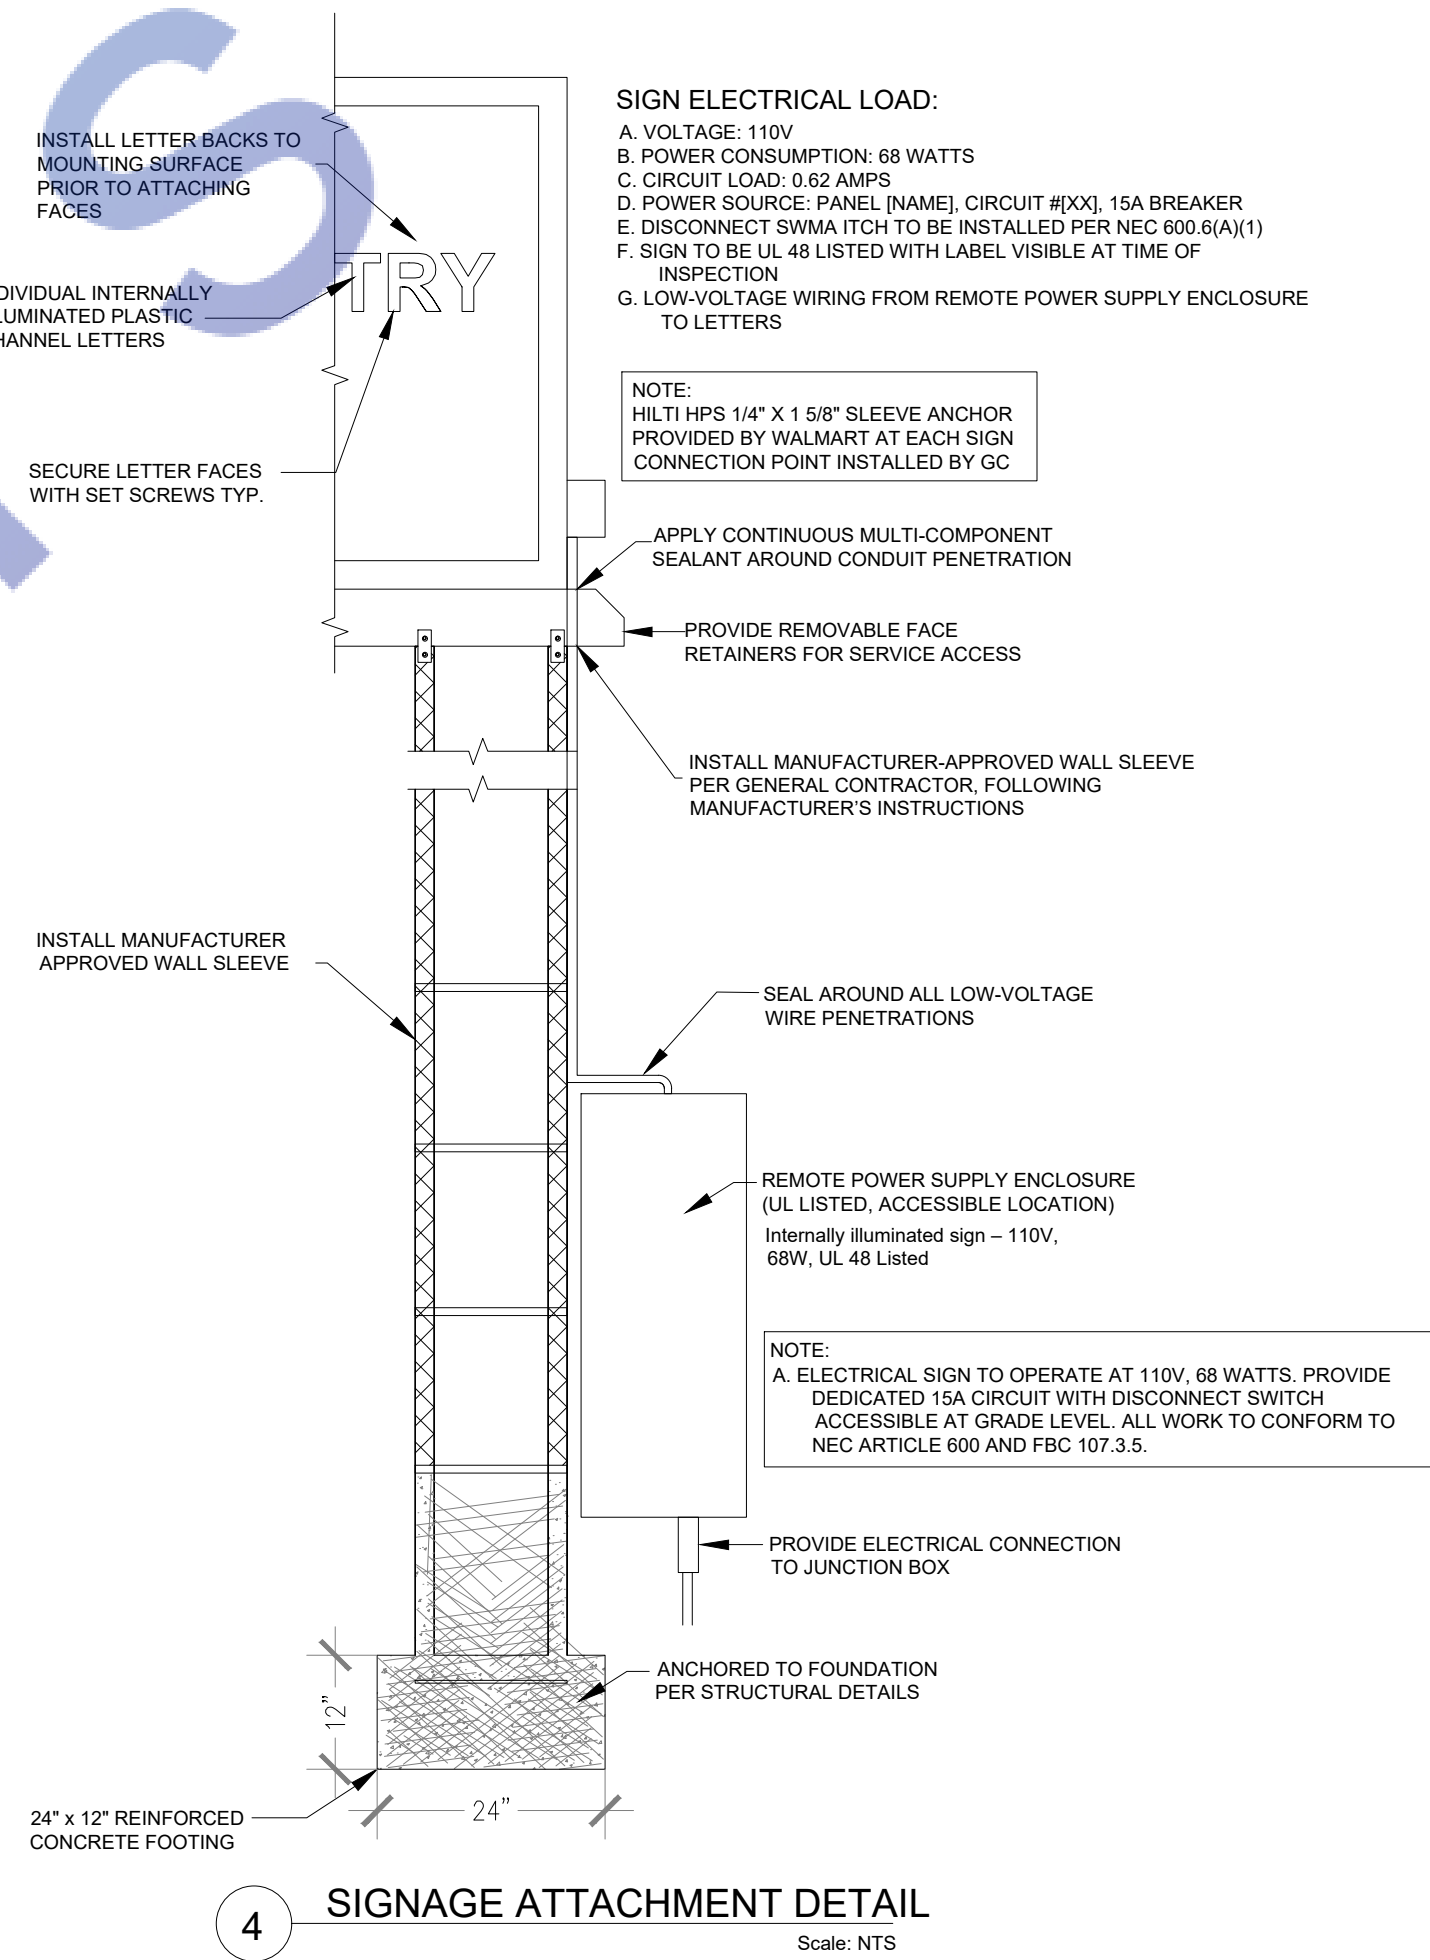 INSTALL LETTER BACKS TO
MOUNTING SURFACE
PRIOR TO ATTACHING
FACES
DIVIDUAL INTERNALLY
LUMINATED PLASTIC
HANNEL LETTERS
TRY
SECURE LETTER FACES
WITH SET SCREWS TYP.
SIGN ELECTRICAL LOAD:
A. VOLTAGE: 110V
B. POWER CONSUMPTION: 68 WATTS
C. CIRCUIT LOAD: 0.62 AMPS
D. POWER SOURCE: PANEL [NAME], CIRCUIT #[XX], 15A BREAKER
E. DISCONNECT SWMA ITCH TO BE INSTALLED PER NEC 600.6(A)(1)
F. SIGN TO BE UL 48 LISTED WITH LABEL VISIBLE AT TIME OF
INSPECTION
G. LOW-VOLTAGE WIRING FROM REMOTE POWER SUPPLY ENCLOSURE
TO LETTERS
NOTE:
HILTI HPS 1/4" X 1 5/8" SLEEVE ANCHOR
PROVIDED BY WALMART AT EACH SIGN
CONNECTION POINT INSTALLED BY GC
APPLY CONTINUOUS MULTI-COMPONENT
SEALANT AROUND CONDUIT PENETRATION
PROVIDE REMOVABLE FACE
RETAINERS FOR SERVICE ACCESS
INSTALL MANUFACTURER-APPROVED WALL SLEEVE
PER GENERAL CONTRACTOR, FOLLOWING
MANUFACTURER’S INSTRUCTIONS
INSTALL MANUFACTURER
APPROVED WALL SLEEVE
SEAL AROUND ALL LOW-VOLTAGE
WIRE PENETRATIONS
REMOTE POWER SUPPLY ENCLOSURE
(UL LISTED, ACCESSIBLE LOCATION)
Internally illuminated sign – 110V,
68W, UL 48 Listed
NOTE:
A. ELECTRICAL SIGN TO OPERATE AT 110V, 68 WATTS. PROVIDE
DEDICATED 15A CIRCUIT WITH DISCONNECT SWITCH
ACCESSIBLE AT GRADE LEVEL. ALL WORK TO CONFORM TO
NEC ARTICLE 600 AND FBC 107.3.5.
PROVIDE ELECTRICAL CONNECTION
TO JUNCTION BOX
ANCHORED TO FOUNDATION
PER STRUCTURAL DETAILS
12”
24”
24" x 12" REINFORCED
CONCRETE FOOTING
4
SIGNAGE ATTACHMENT DETAIL
Scale: NTS
S